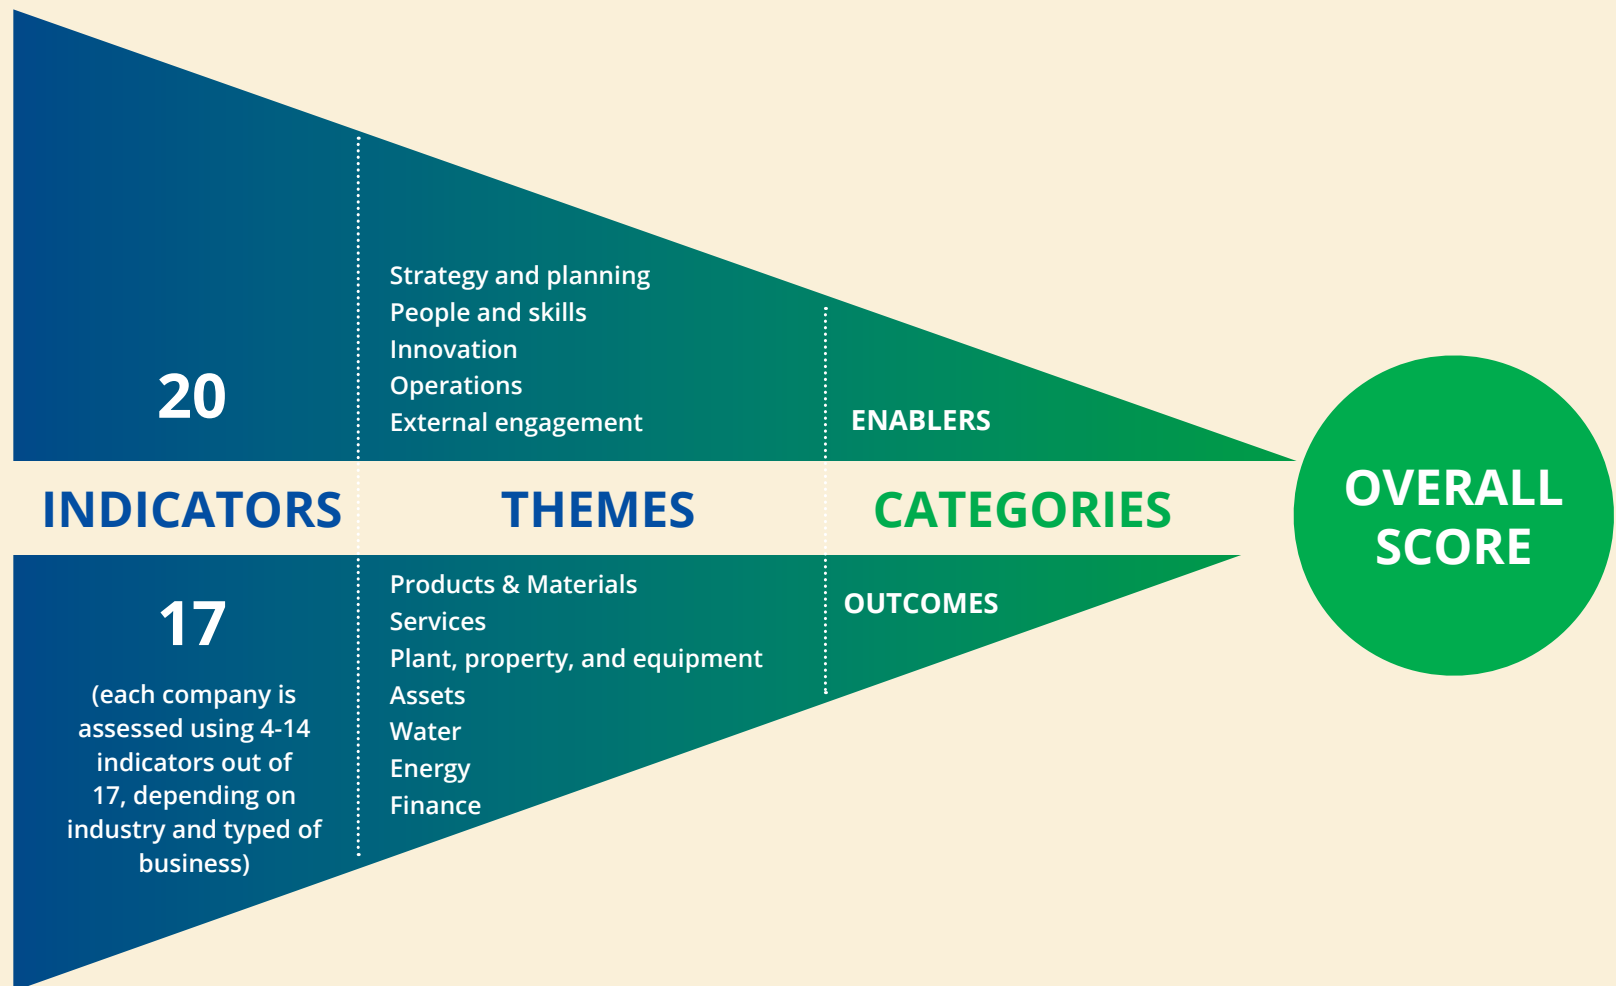 20
Strategy and planning
People and skills
Innovation
Operations
External engagement
ENABLERS
INDICATORS
THEMES
CATEGORIES
OVERALL
SCORE
17
(each company is
assessed using 4-14
indicators out of
17, depending on
industry and typed of
business)
Products & Materials
Services
Plant, property, and equipment
Assets
Water
Energy
Finance
OUTCOMES